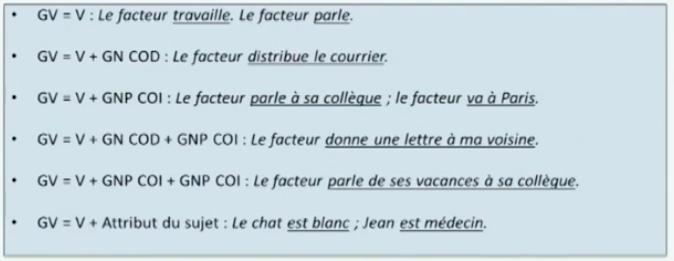 • GV = V : Le facteur travaille. Le facteur parle.
• GV = V + GN COD : Le facteur distribue le courrier.
• GV = V + GNP COI : Le facteur parle à sa collègue ; le facteur va à Paris.
• GV = V + GN COD + GNP COI : Le facteur donne une lettre à ma voisine.
• GV = V + GNP COI + GNP COI : Le facteur parle de ses vacances à sa collègue.
• GV = V + Attribut du sujet : Le chat est blanc ; Jean est médecin.